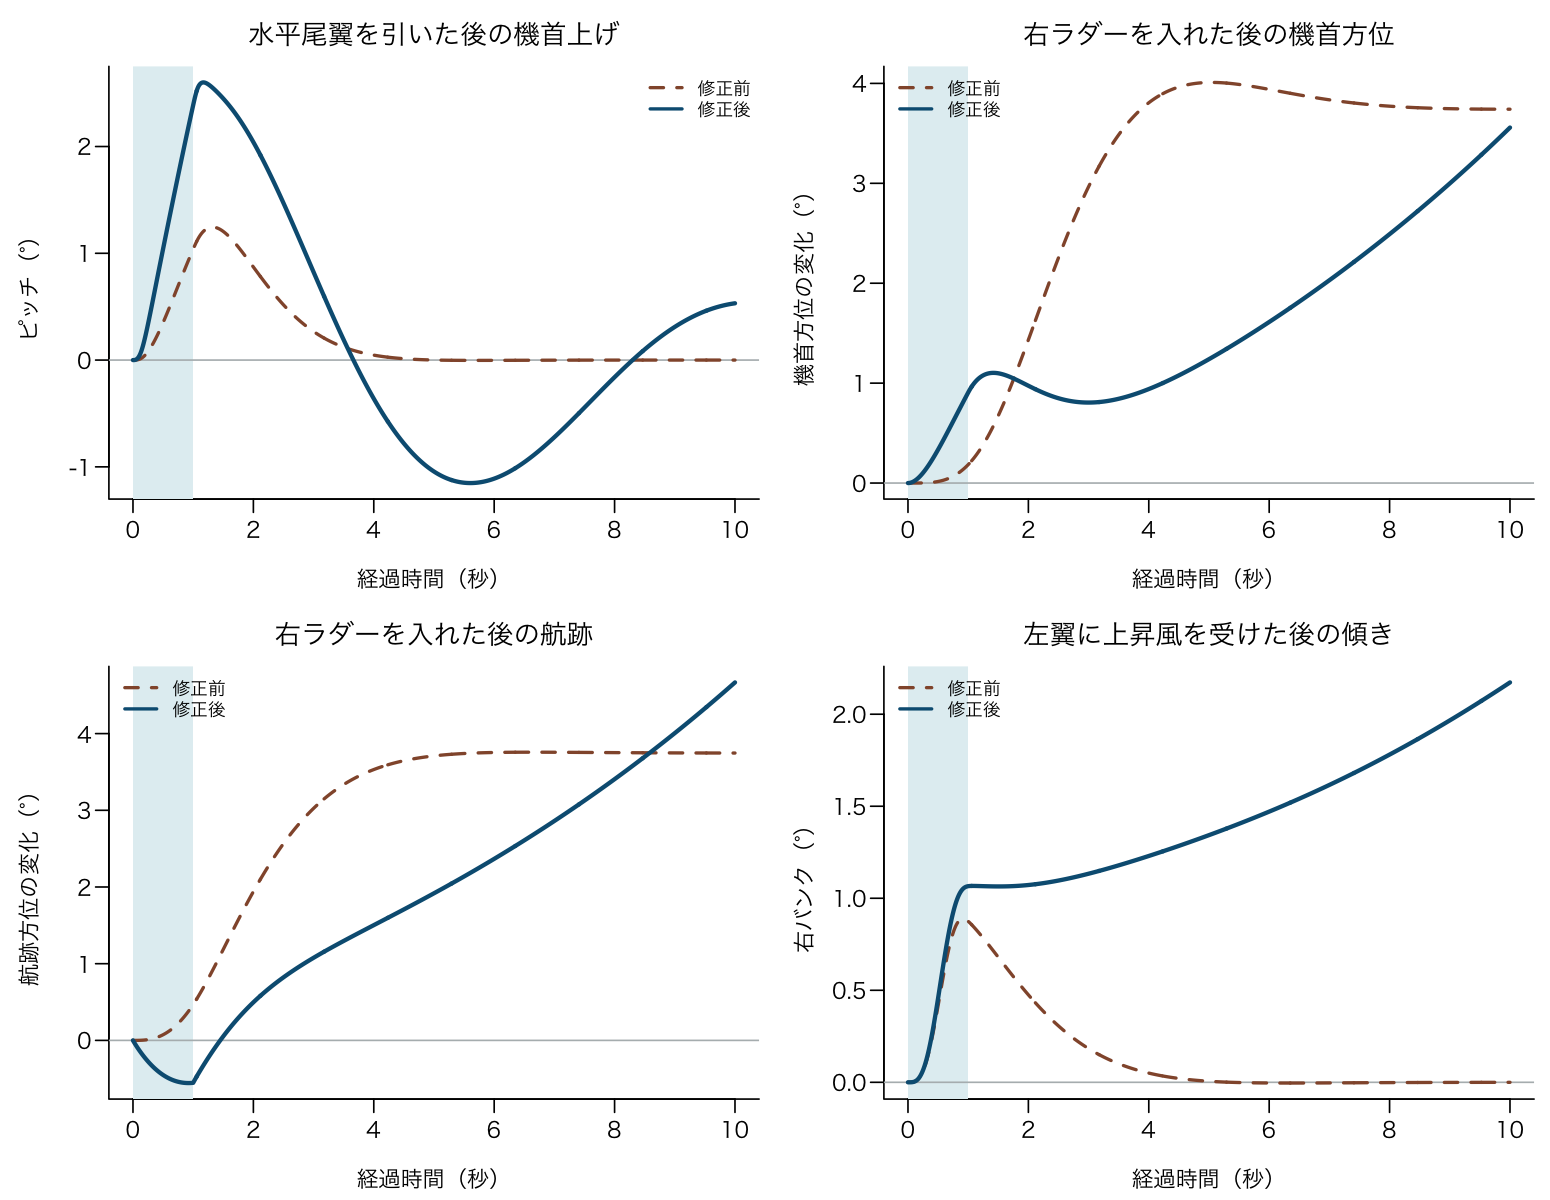 水平尾翼を引いた後の機首上げ
修正前
修正後
ピッチ（°）
2
1
0
-1
0 2 4 6 8 10
経過時間（秒）
右ラダーを入れた後の機首方位
修正前
修正後
機首方位の変化（°）
4
3
2
1
0
0 2 4 6 8 10
経過時間（秒）
右ラダーを入れた後の航跡
修正前
修正後
航跡方位の変化（°）
4
3
2
1
0
0 2 4 6 8 10
経過時間（秒）
左翼に上昇風を受けた後の傾き
修正前
修正後
右バンク（°）
2.0
1.5
1.0
0.5
0.0
0 2 4 6 8 10
経過時間（秒）